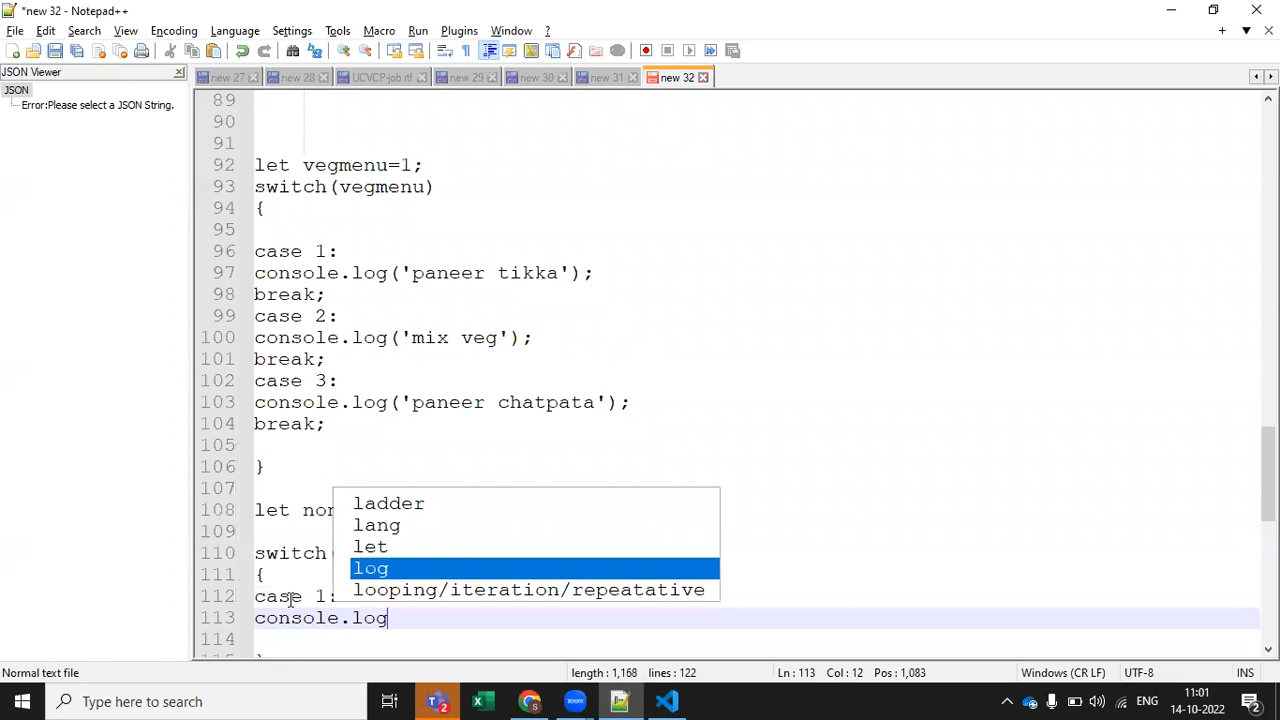 *new 32 - Notepad++
File Edit Search View Encoding Language Settings Tools Macro Run Plugins Window ?
JSON Viewer
new 27 new 28 UCVCP-job.rtf new 29 new 30 new 31 new 32
JSON
Error:Please select a JSON String.
89
90
91
92 let vegmenu=1;
93 switch(vegmenu)
94 {
95
96 case 1:
97 console.log('paneer tikka');
98 break;
99 case 2:
100 console.log('mix veg');
101 break;
102 case 3:
103 console.log('paneer chatpata');
104 break;
105
106 }
107
ladder
108 let non
lang
109
let
110 switch(
log
111 {
looping/iteration/repeatative
112 case 1:
113 console.log
114
Normal text file length : 1,168 lines : 122 Ln : 113 Col : 12 Pos : 1,083 Windows (CR LF) UTF-8 INS
Type here to search
ENG
11:01
14-10-2022
2